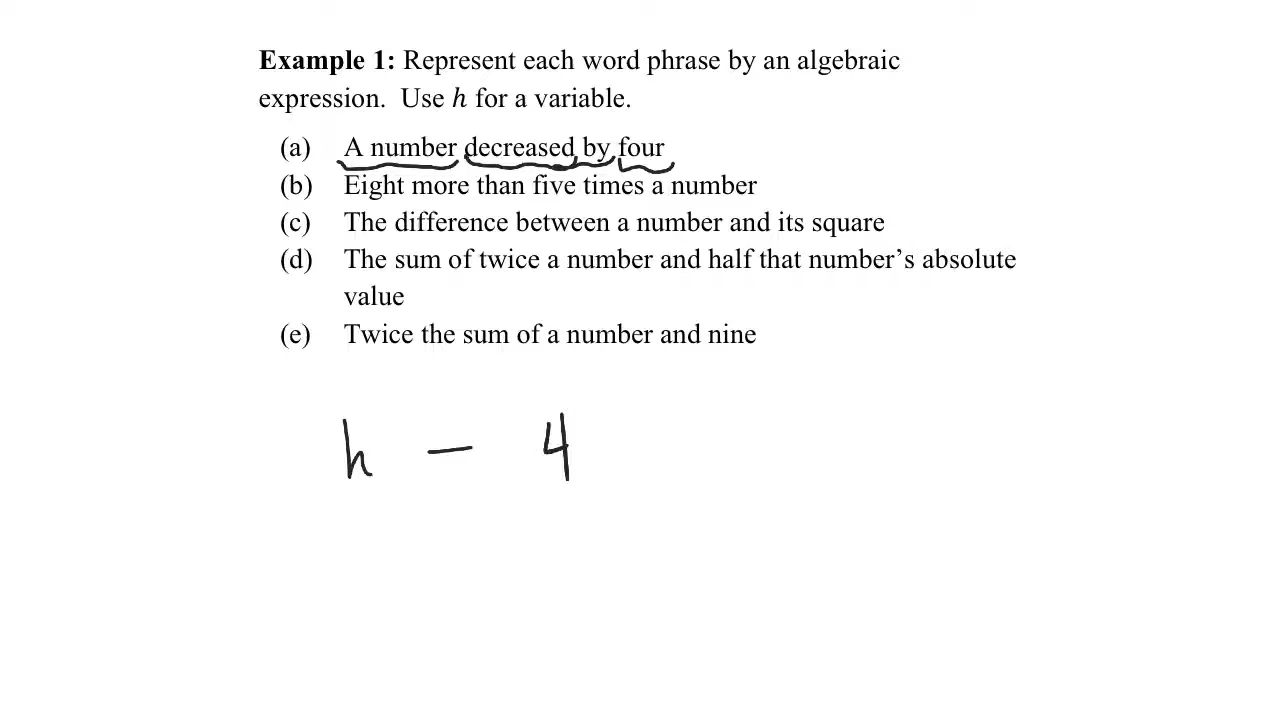 Example 1: Represent each word phrase by an algebraic
expression. Use h for a variable.
(a) A number decreased by four
(b) Eight more than five times a number
(c) The difference between a number and its square
(d) The sum of twice a number and half that number’s absolute
value
(e) Twice the sum of a number and nine
h – 4